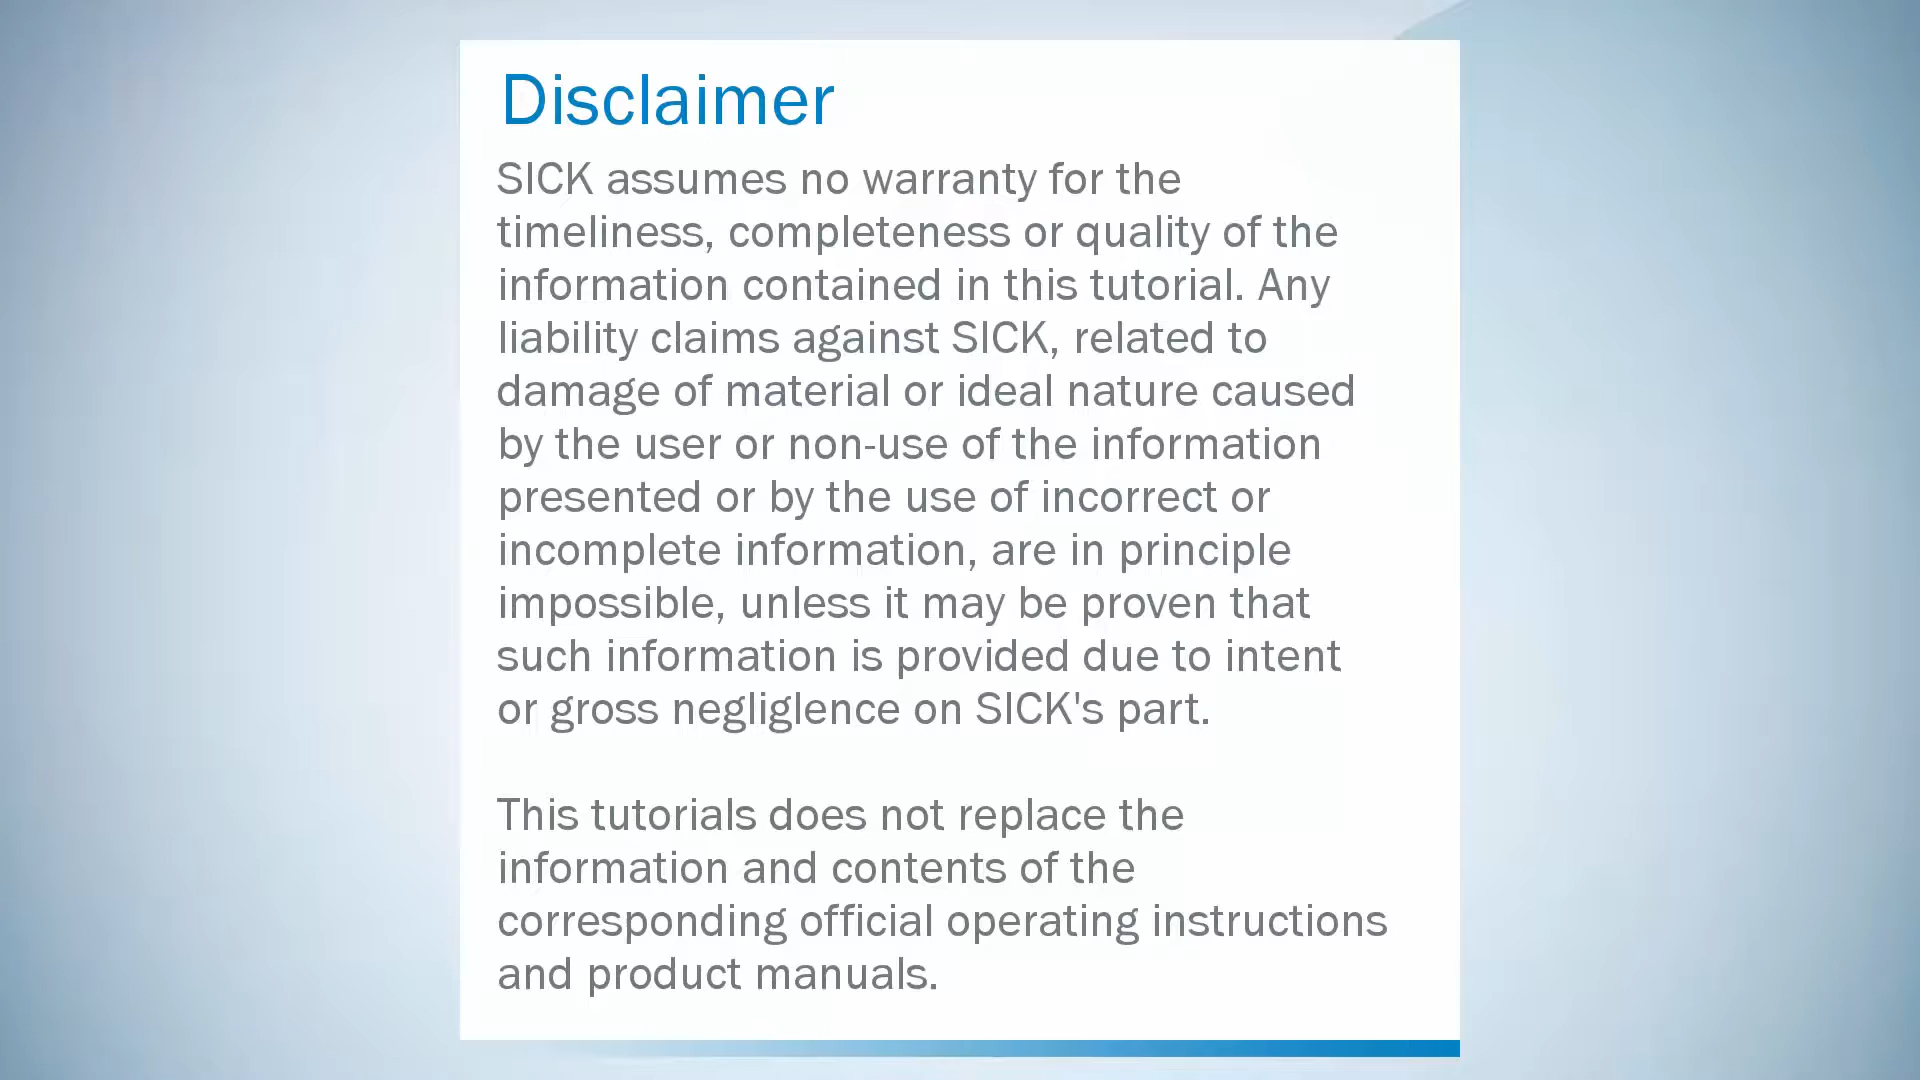 Disclaimer
SICK assumes no warranty for the
timeliness, completeness or quality of the
information contained in this tutorial. Any
liability claims against SICK, related to
damage of material or ideal nature caused
by the user or non-use of the information
presented or by the use of incorrect or
incomplete information, are in principle
impossible, unless it may be proven that
such information is provided due to intent
or gross negliglence on SICK's part.
This tutorials does not replace the
information and contents of the
corresponding official operating instructions
and product manuals.